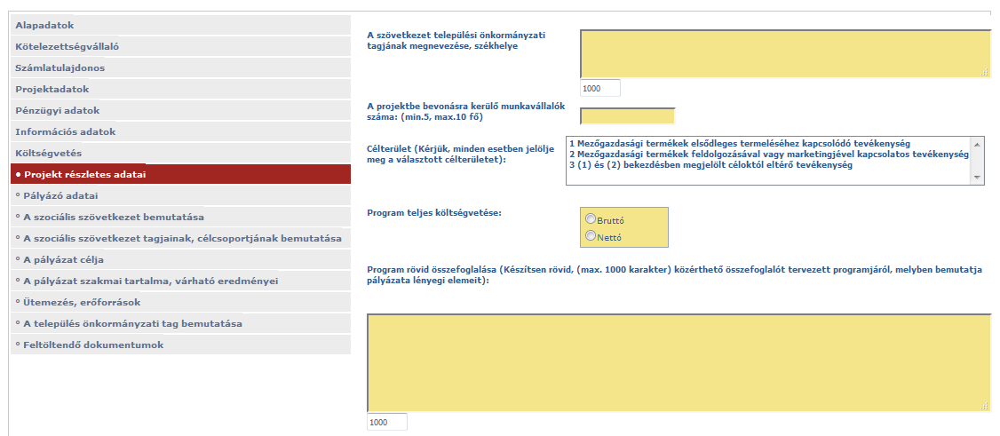 Alapadatok
Kötelezettségvállaló
Számlatulajdonos
Projektadatok
Pénzügyi adatok
Információs adatok
Költségvetés
• Projekt részletes adatai
° Pályázó adatai
° A szociális szövetkezet bemutatása
° A szociális szövetkezet tagjainak, célcsoportjának bemutatása
° A pályázat célja
° A pályázat szakmai tartalma, várható eredményei
° Ütemezés, erőforrások
° A település önkormányzati tag bemutatása
° Feltöltendő dokumentumok
A szövetkezet települési önkormányzati
tagjának megnevezése, székhelye
1000
A projektbe bevonásra kerülő munkavállalók
száma: (min.5, max.10 fő)
Célterület (Kérjük, minden esetben jelölje
meg a választott célterületet):
1 Mezőgazdasági termékek elsődleges termeléséhez kapcsolódó tevékenység
2 Mezőgazdasági termékek feldolgozásával vagy marketingjével kapcsolatos tevékenység
3 (1) és (2) bekezdésben megjelölt céloktól eltérő tevékenység
Program teljes költségvetése:
Bruttó
Nettó
Program rövid összefoglalása (Készítsen rövid, (max. 1000 karakter) közérthető összefoglalót tervezett programjáról, melyben bemutatja
pályázata lényegi elemeit):
1000